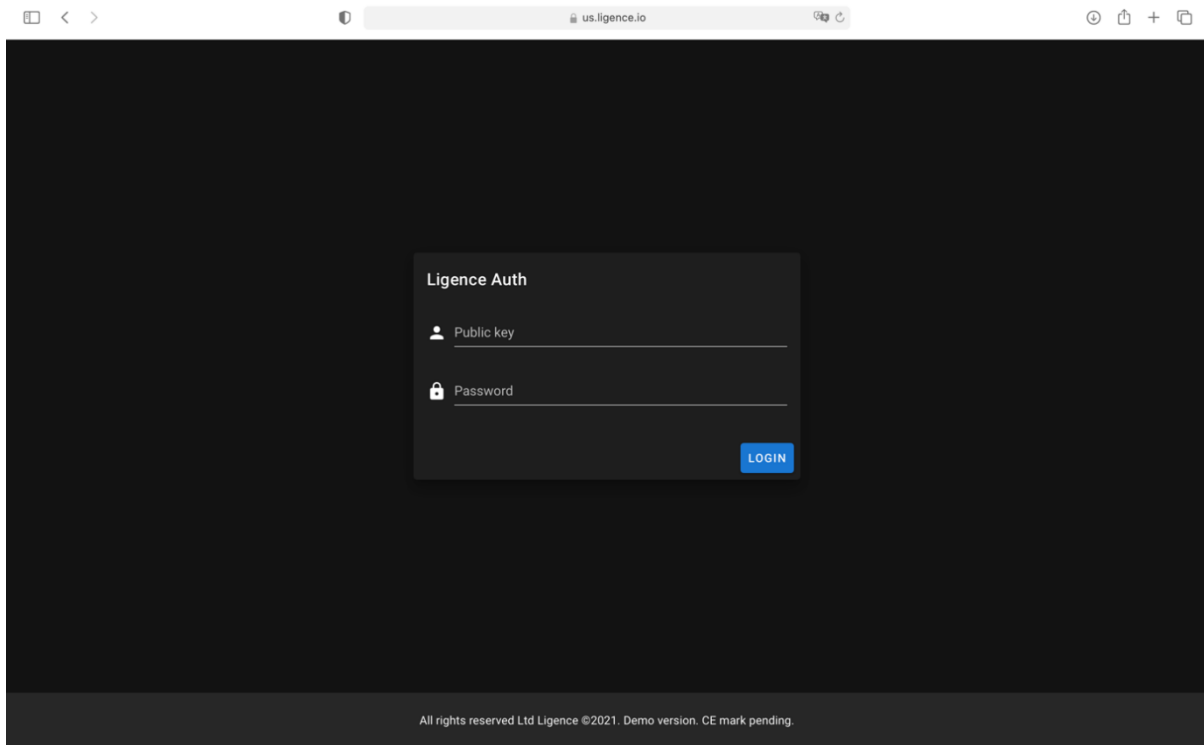 us.ligence.io
Ligence Auth
Public key
Password
LOGIN
All rights reserved Ltd Ligence ©2021. Demo version. CE mark pending.